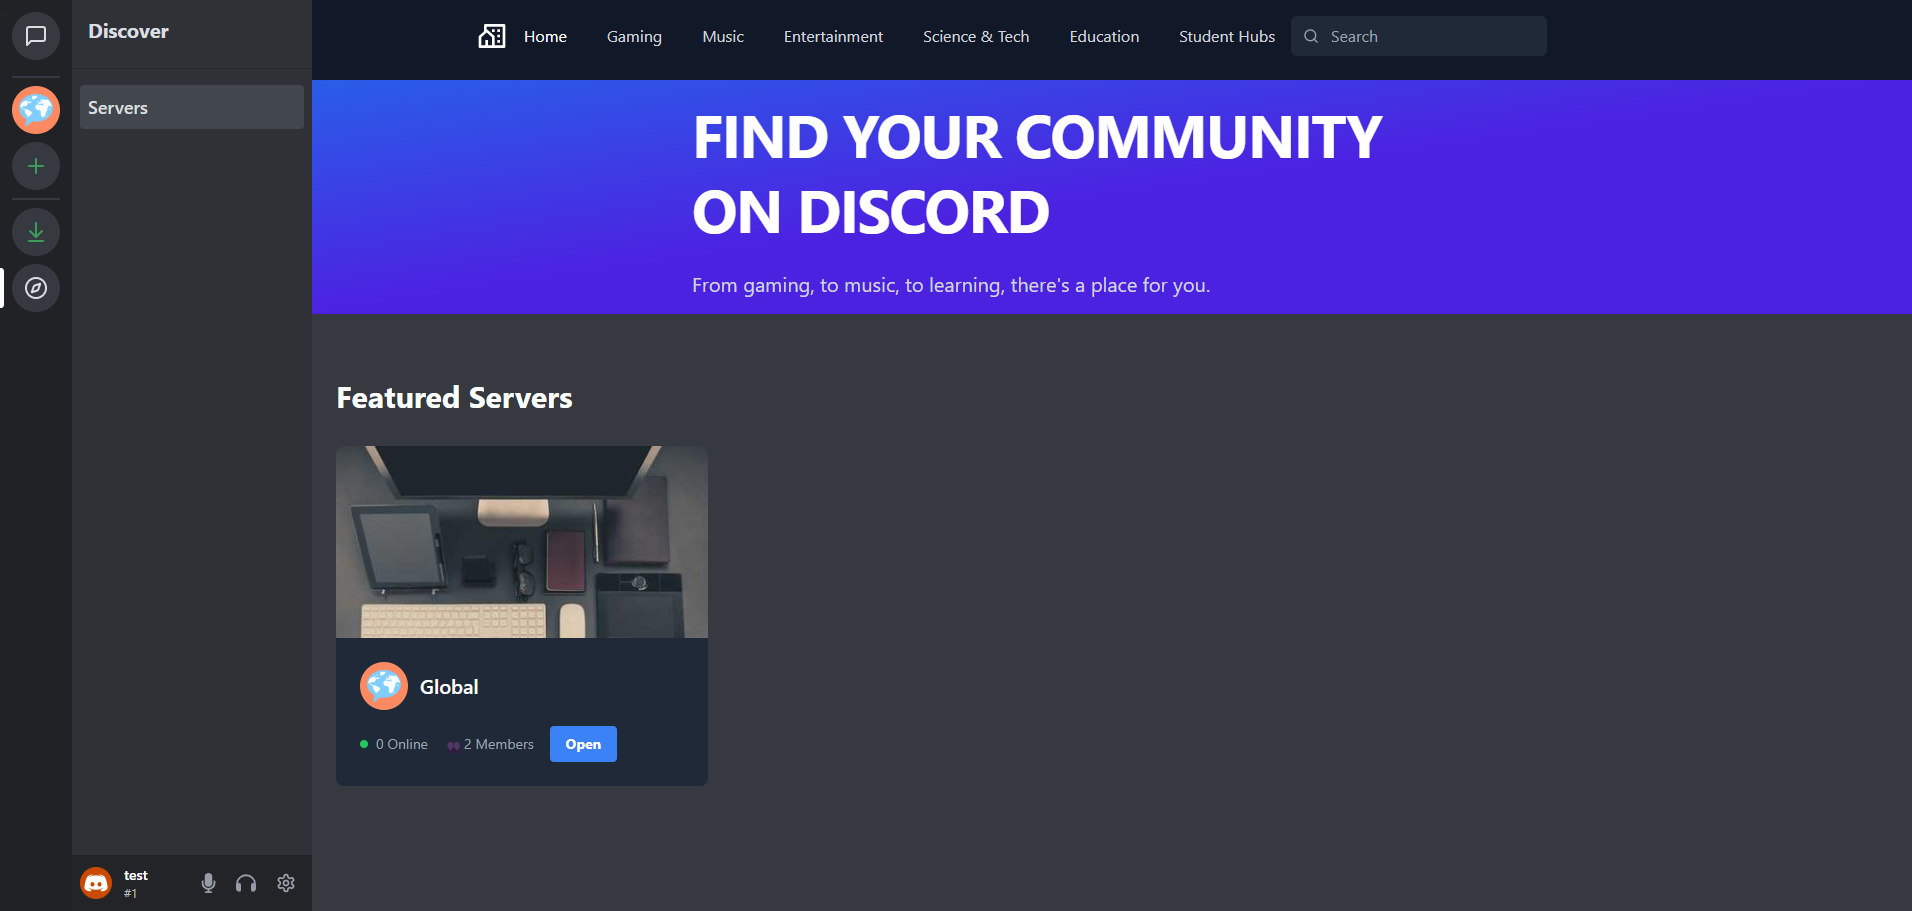 Discover
Servers
Home
Gaming
Music
Entertainment
Science & Tech
Education
Student Hubs
Search
FIND YOUR COMMUNITY
ON DISCORD
From gaming, to music, to learning, there's a place for you.
Featured Servers
Global
0 Online
2 Members
Open
test
#1